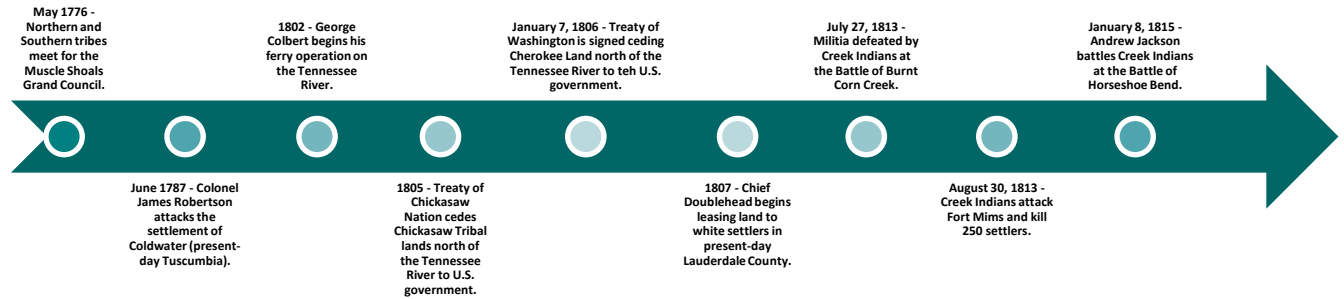 May 1776 -
Northern and
Southern tribes
meet for the
Muscle Shoals
Grand Council.
June 1787 - Colonel
James Robertson
attacks the
settlement of
Coldwater (present-
day Tuscumbia).
1802 - George
Colbert begins his
ferry operation on
the Tennessee
River.
1805 - Treaty of
Chickasaw
Nation cedes
Chickasaw Tribal
lands north of
the Tennessee
River to U.S.
government.
January 7, 1806 - Treaty of
Washington is signed ceding
Cherokee Land north of the
Tennessee River to teh U.S.
government.
1807 - Chief
Doublehead begins
leasing land to
white settlers in
present-day
Lauderdale County.
July 27, 1813 -
Militia defeated by
Creek Indians at
the Battle of Burnt
Corn Creek.
August 30, 1813 -
Creek Indians attack
Fort Mims and kill
250 settlers.
January 8, 1815 -
Andrew Jackson
battles Creek Indians
at the Battle of
Horseshoe Bend.